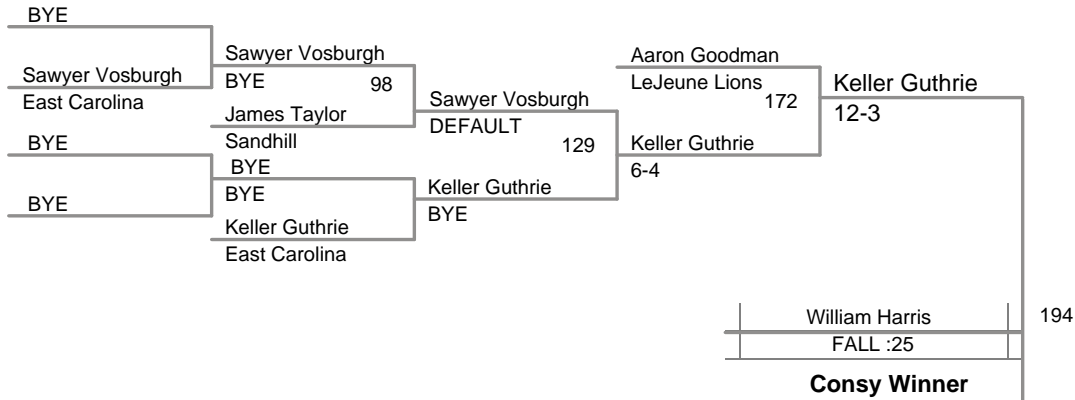 BYE
Sawyer Vosburgh
East Carolina
BYE
BYE
Sawyer Vosburgh
BYE
98
James Taylor
Sandhill
BYE
BYE
Keller Guthrie
East Carolina
Sawyer Vosburgh
DEFAULT
129
Keller Guthrie
BYE
Aaron Goodman
LeJeune Lions
172
Keller Guthrie
6-4
Keller Guthrie
12-3
William Harris
FALL :25
194
Consy Winner